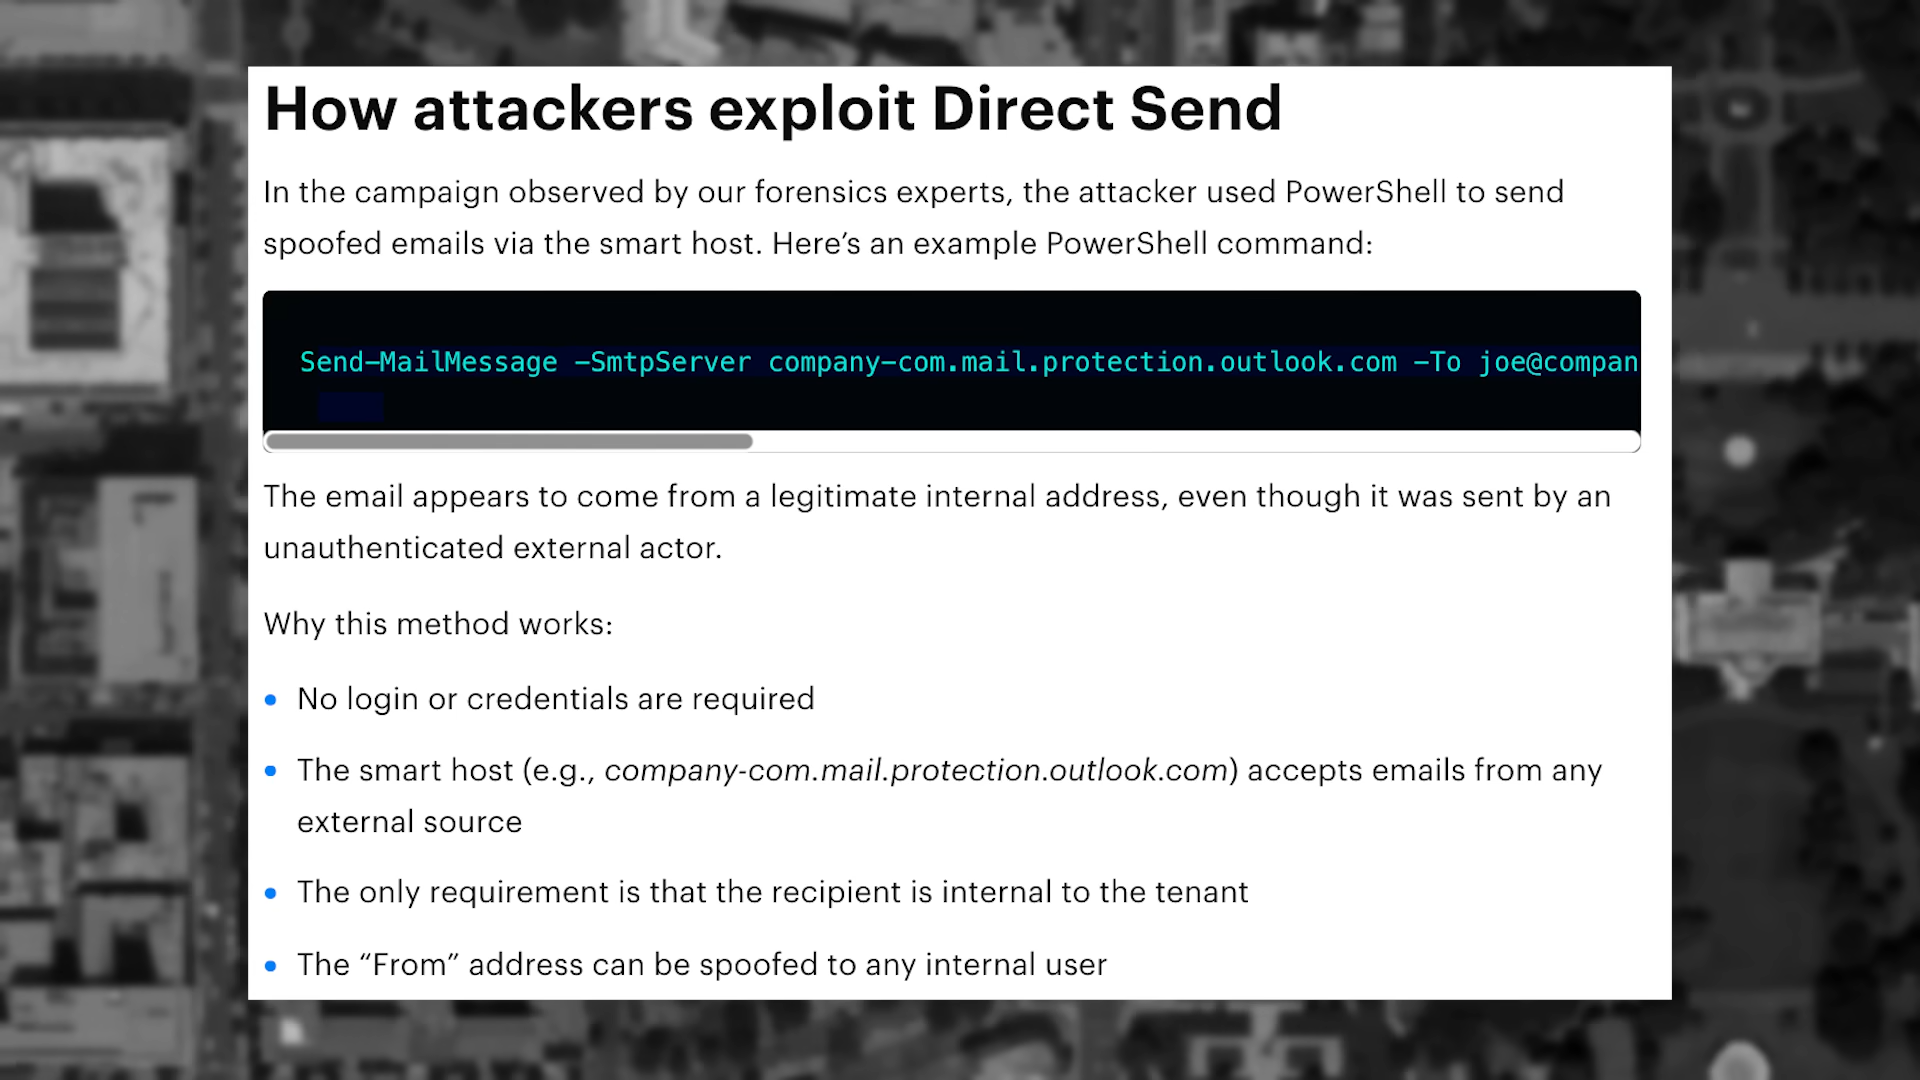 How attackers exploit Direct Send
In the campaign observed by our forensics experts, the attacker used PowerShell to send
spoofed emails via the smart host. Here’s an example PowerShell command:
Send-MailMessage -SmtpServer company-com.mail.protection.outlook.com -To joe@compan
The email appears to come from a legitimate internal address, even though it was sent by an
unauthenticated external actor.
Why this method works:
• No login or credentials are required
• The smart host (e.g., company-com.mail.protection.outlook.com) accepts emails from any
external source
• The only requirement is that the recipient is internal to the tenant
• The “From” address can be spoofed to any internal user